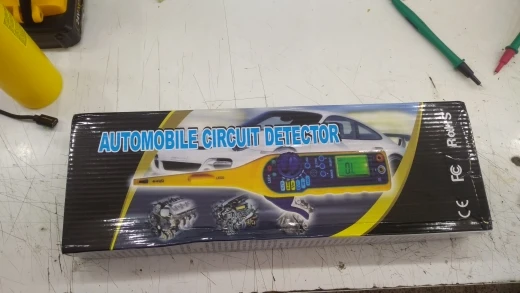 AUTOMOBILE CIRCUIT DETECTOR
CE FC RoHS